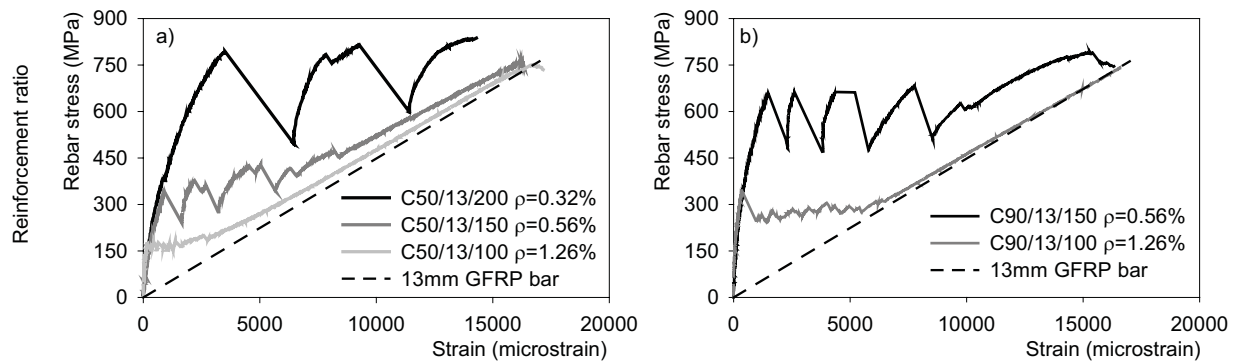 Reinforcement ratio
Rebar stress (MPa)
900
750
600
450
300
150
0
a)
C50/13/200 ρ=0.32%
C50/13/150 ρ=0.56%
C50/13/100 ρ=1.26%
13mm GFRP bar
0 5000 10000 15000 20000
Strain (microstrain)
Rebar stress (MPa)
900
750
600
450
300
150
0
b)
C90/13/150 ρ=0.56%
C90/13/100 ρ=1.26%
13mm GFRP bar
0 5000 10000 15000 20000
Strain (microstrain)